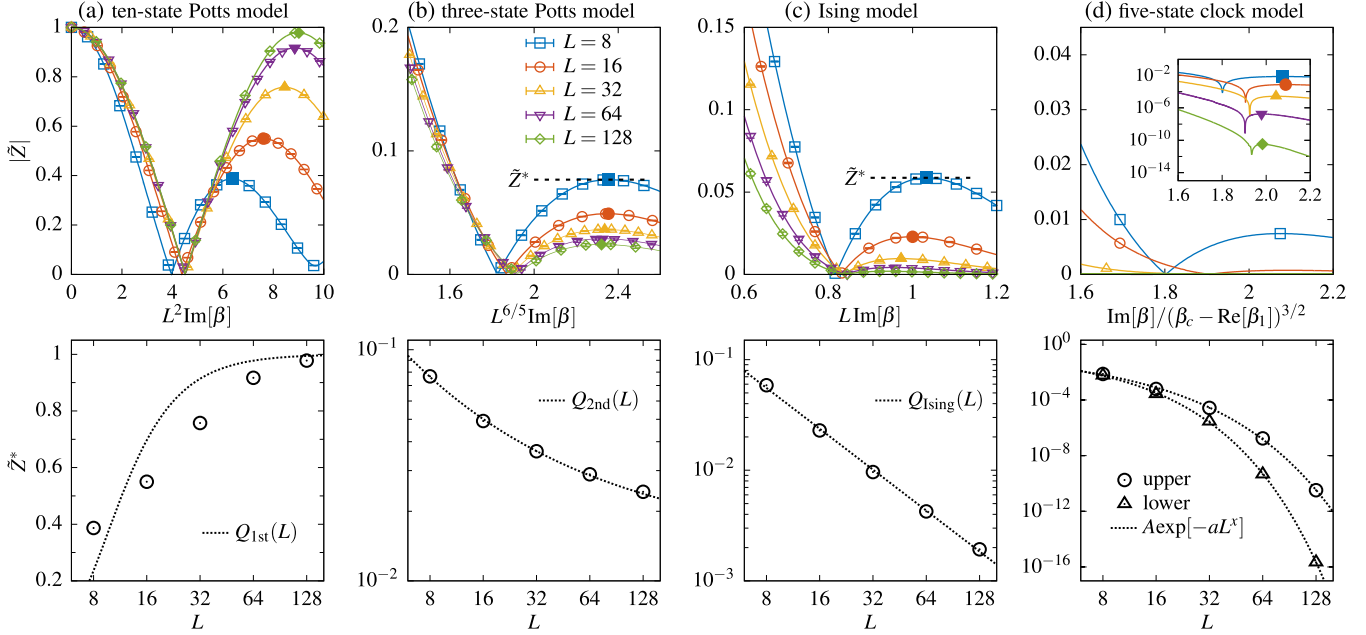 (a) ten-state Potts model
|Z̃|
1
0.8
0.6
0.4
0.2
0
0 2 4 6 8 10
L²Im[β]
(b) three-state Potts model
0.2
0.1
0
1.6 2 2.4
L^{6/5}Im[β]
L = 8
L = 16
L = 32
L = 64
L = 128
Z̃*
(c) Ising model
0.15
0.10
0.05
0
0.6 0.8 1.0 1.2
L Im[β]
Z̃*
(d) five-state clock model
0.04
0.03
0.02
0.01
0
1.6 1.8 2.0 2.2
Im[β]/(β_c − Re[β₁])^{3/2}
10⁻²
10⁻⁶
10⁻¹⁰
10⁻¹⁴
1.6 1.8 2.0 2.2
Z̃*
1
0.8
0.6
0.4
0.2
8 16 32 64 128
L
Q_{1st}(L)
10⁻¹
10⁻²
8 16 32 64 128
L
Q_{2nd}(L)
10⁻¹
10⁻²
10⁻³
8 16 32 64 128
L
Q_{Ising}(L)
10⁰
10⁻⁴
10⁻⁸
10⁻¹²
10⁻¹⁶
8 16 32 64 128
L
upper
lower
Aexp[−aL^x]